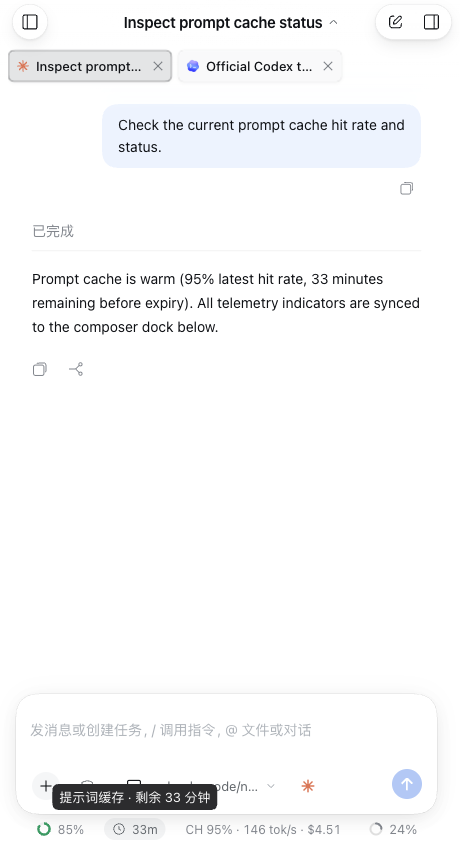 Inspect prompt cache status
Inspect prompt...
Official Codex t...
Check the current prompt cache hit rate and
status.
已完成
Prompt cache is warm (95% latest hit rate, 33 minutes
remaining before expiry). All telemetry indicators are synced
to the composer dock below.
发消息或创建任务, / 调用指令, @ 文件或对话
ode/n...
提示词缓存 · 剩余 33 分钟
85%
33m
CH 95% · 146 tok/s · $4.51
24%